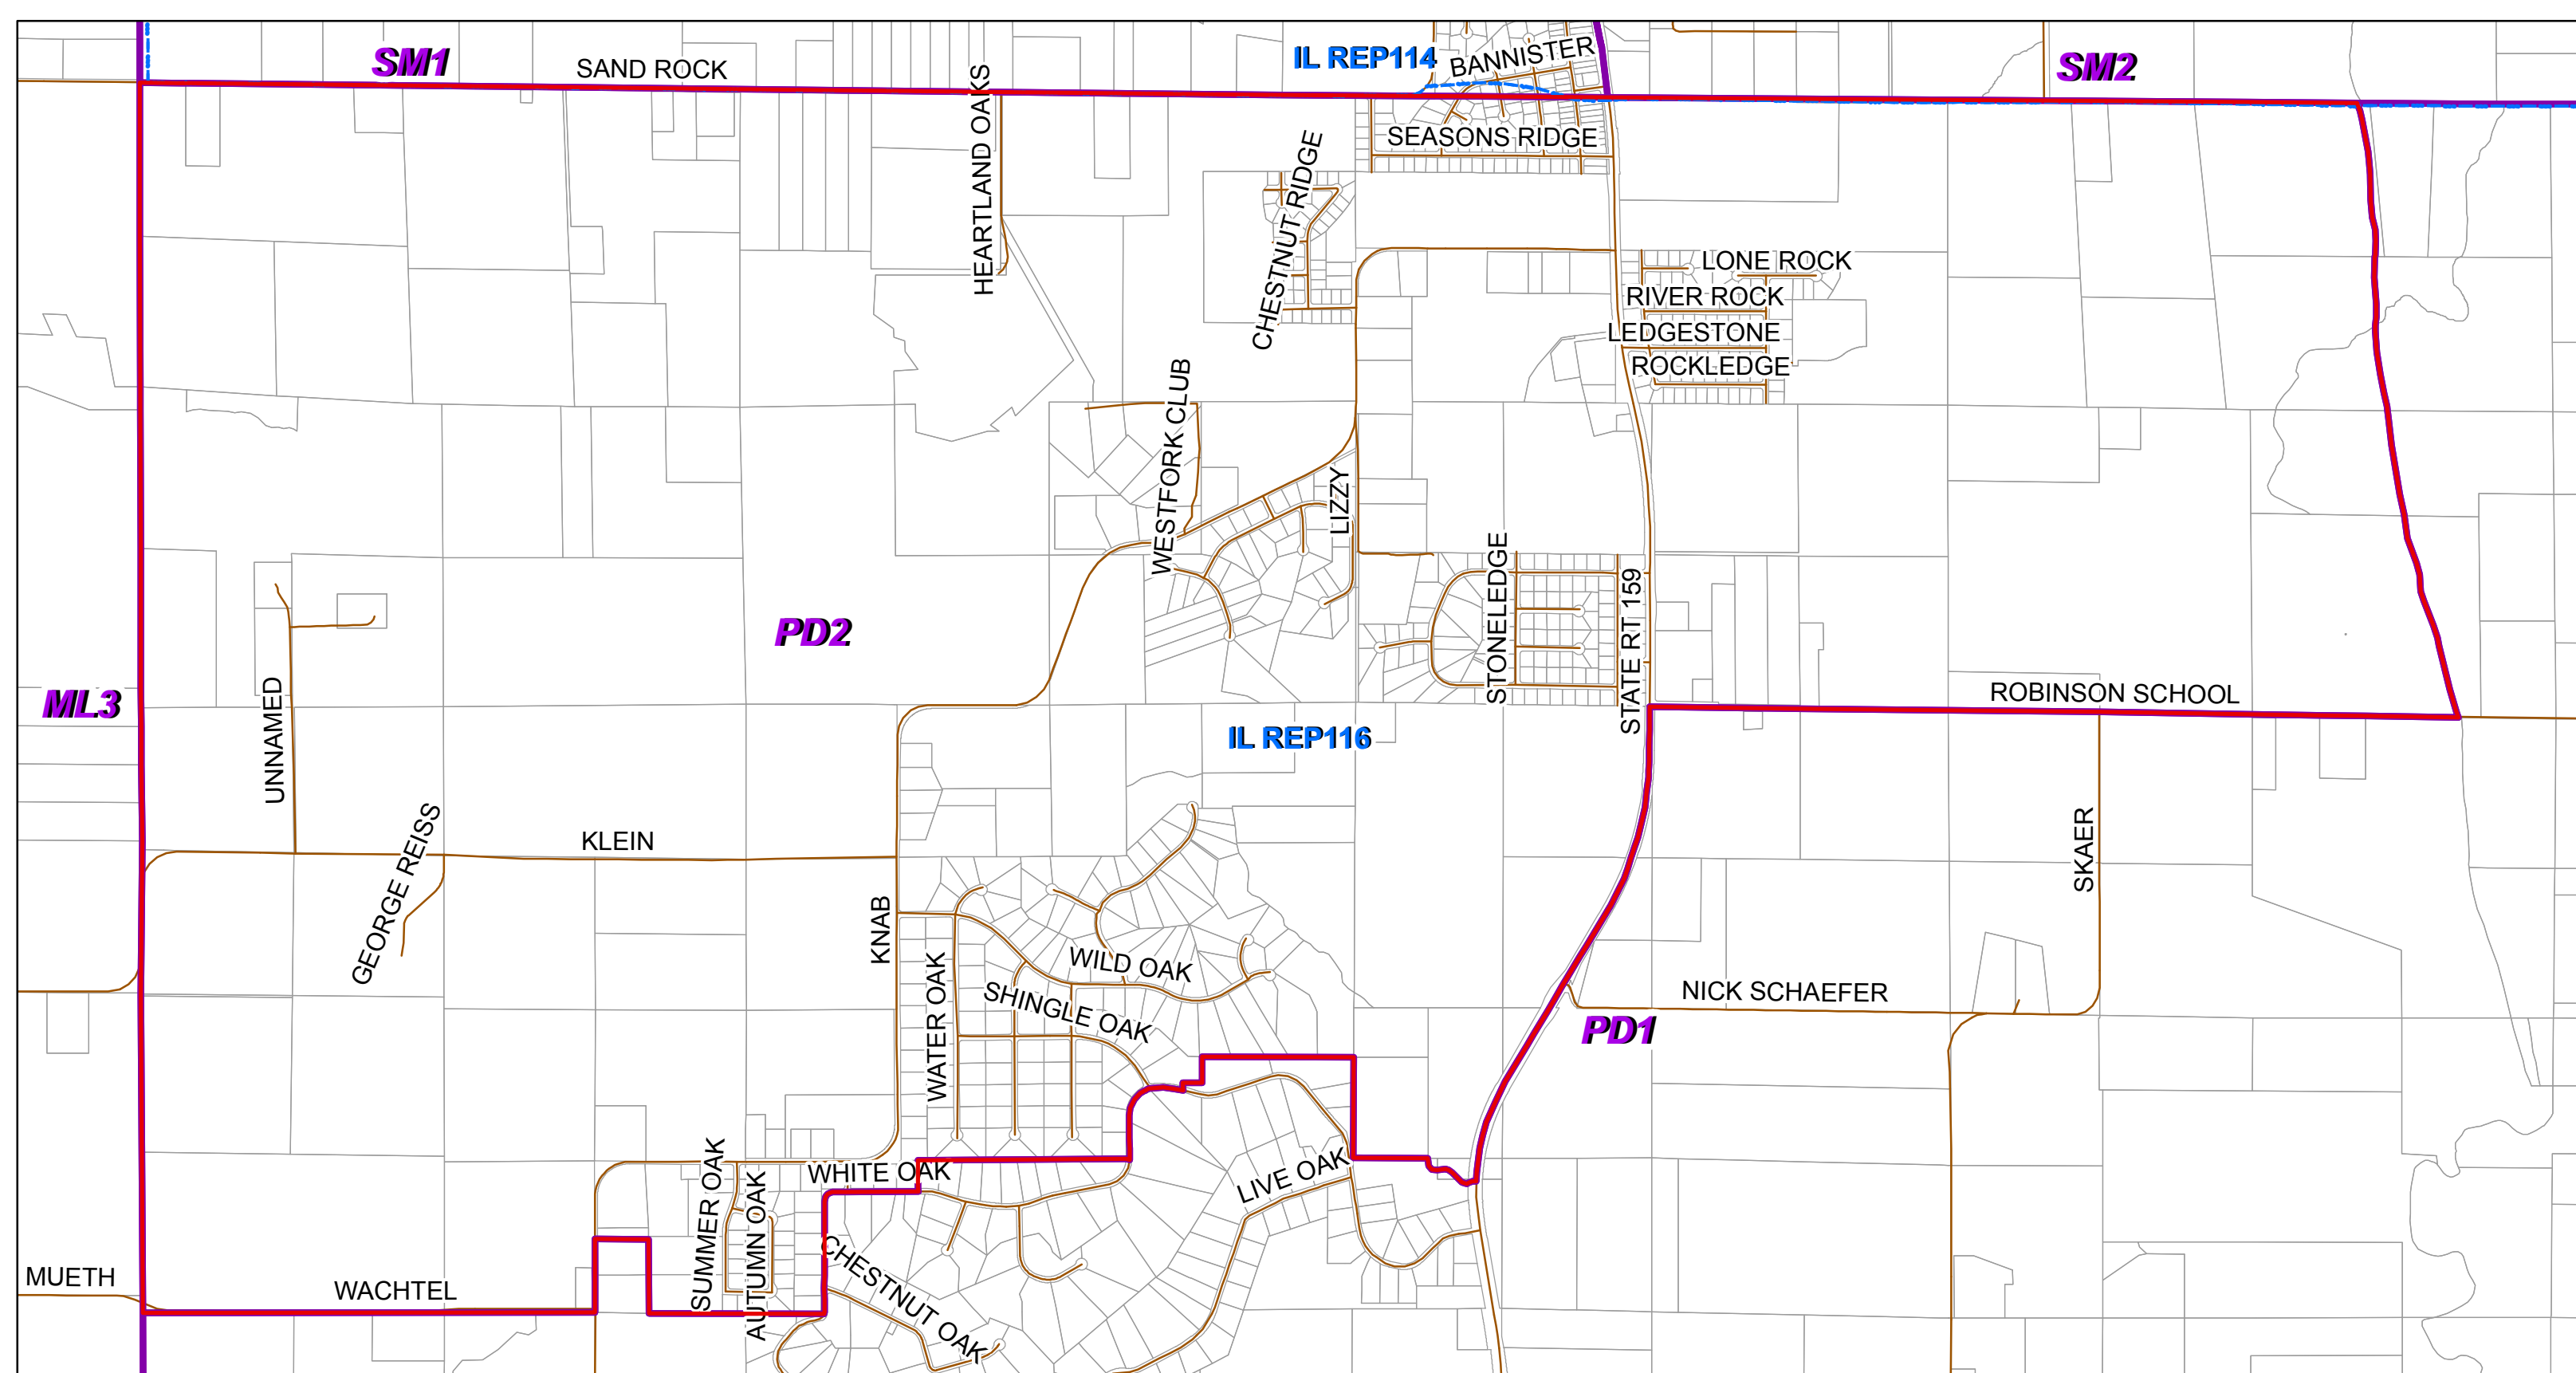 SM1
SAND ROCK
IL REP114
BANNISTER
SM2
HEARTLAND OAKS
SEASONS RIDGE
CHESTNUT RIDGE
LONE ROCK
RIVER ROCK
LEDGESTONE
ROCKLEDGE
WESTFORK CLUB
LIZZY
STONELEDGE
STATE RT 159
PD2
ML3
UNNAMED
ROBINSON SCHOOL
IL REP116
GEORGE REISS
KLEIN
KNAB
SKAER
WATER OAK
WILD OAK
SHINGLE OAK
NICK SCHAEFER
PD1
SUMMER OAK
AUTUMN OAK
WHITE OAK
LIVE OAK
CHESTNUT OAK
MUETH
WACHTEL